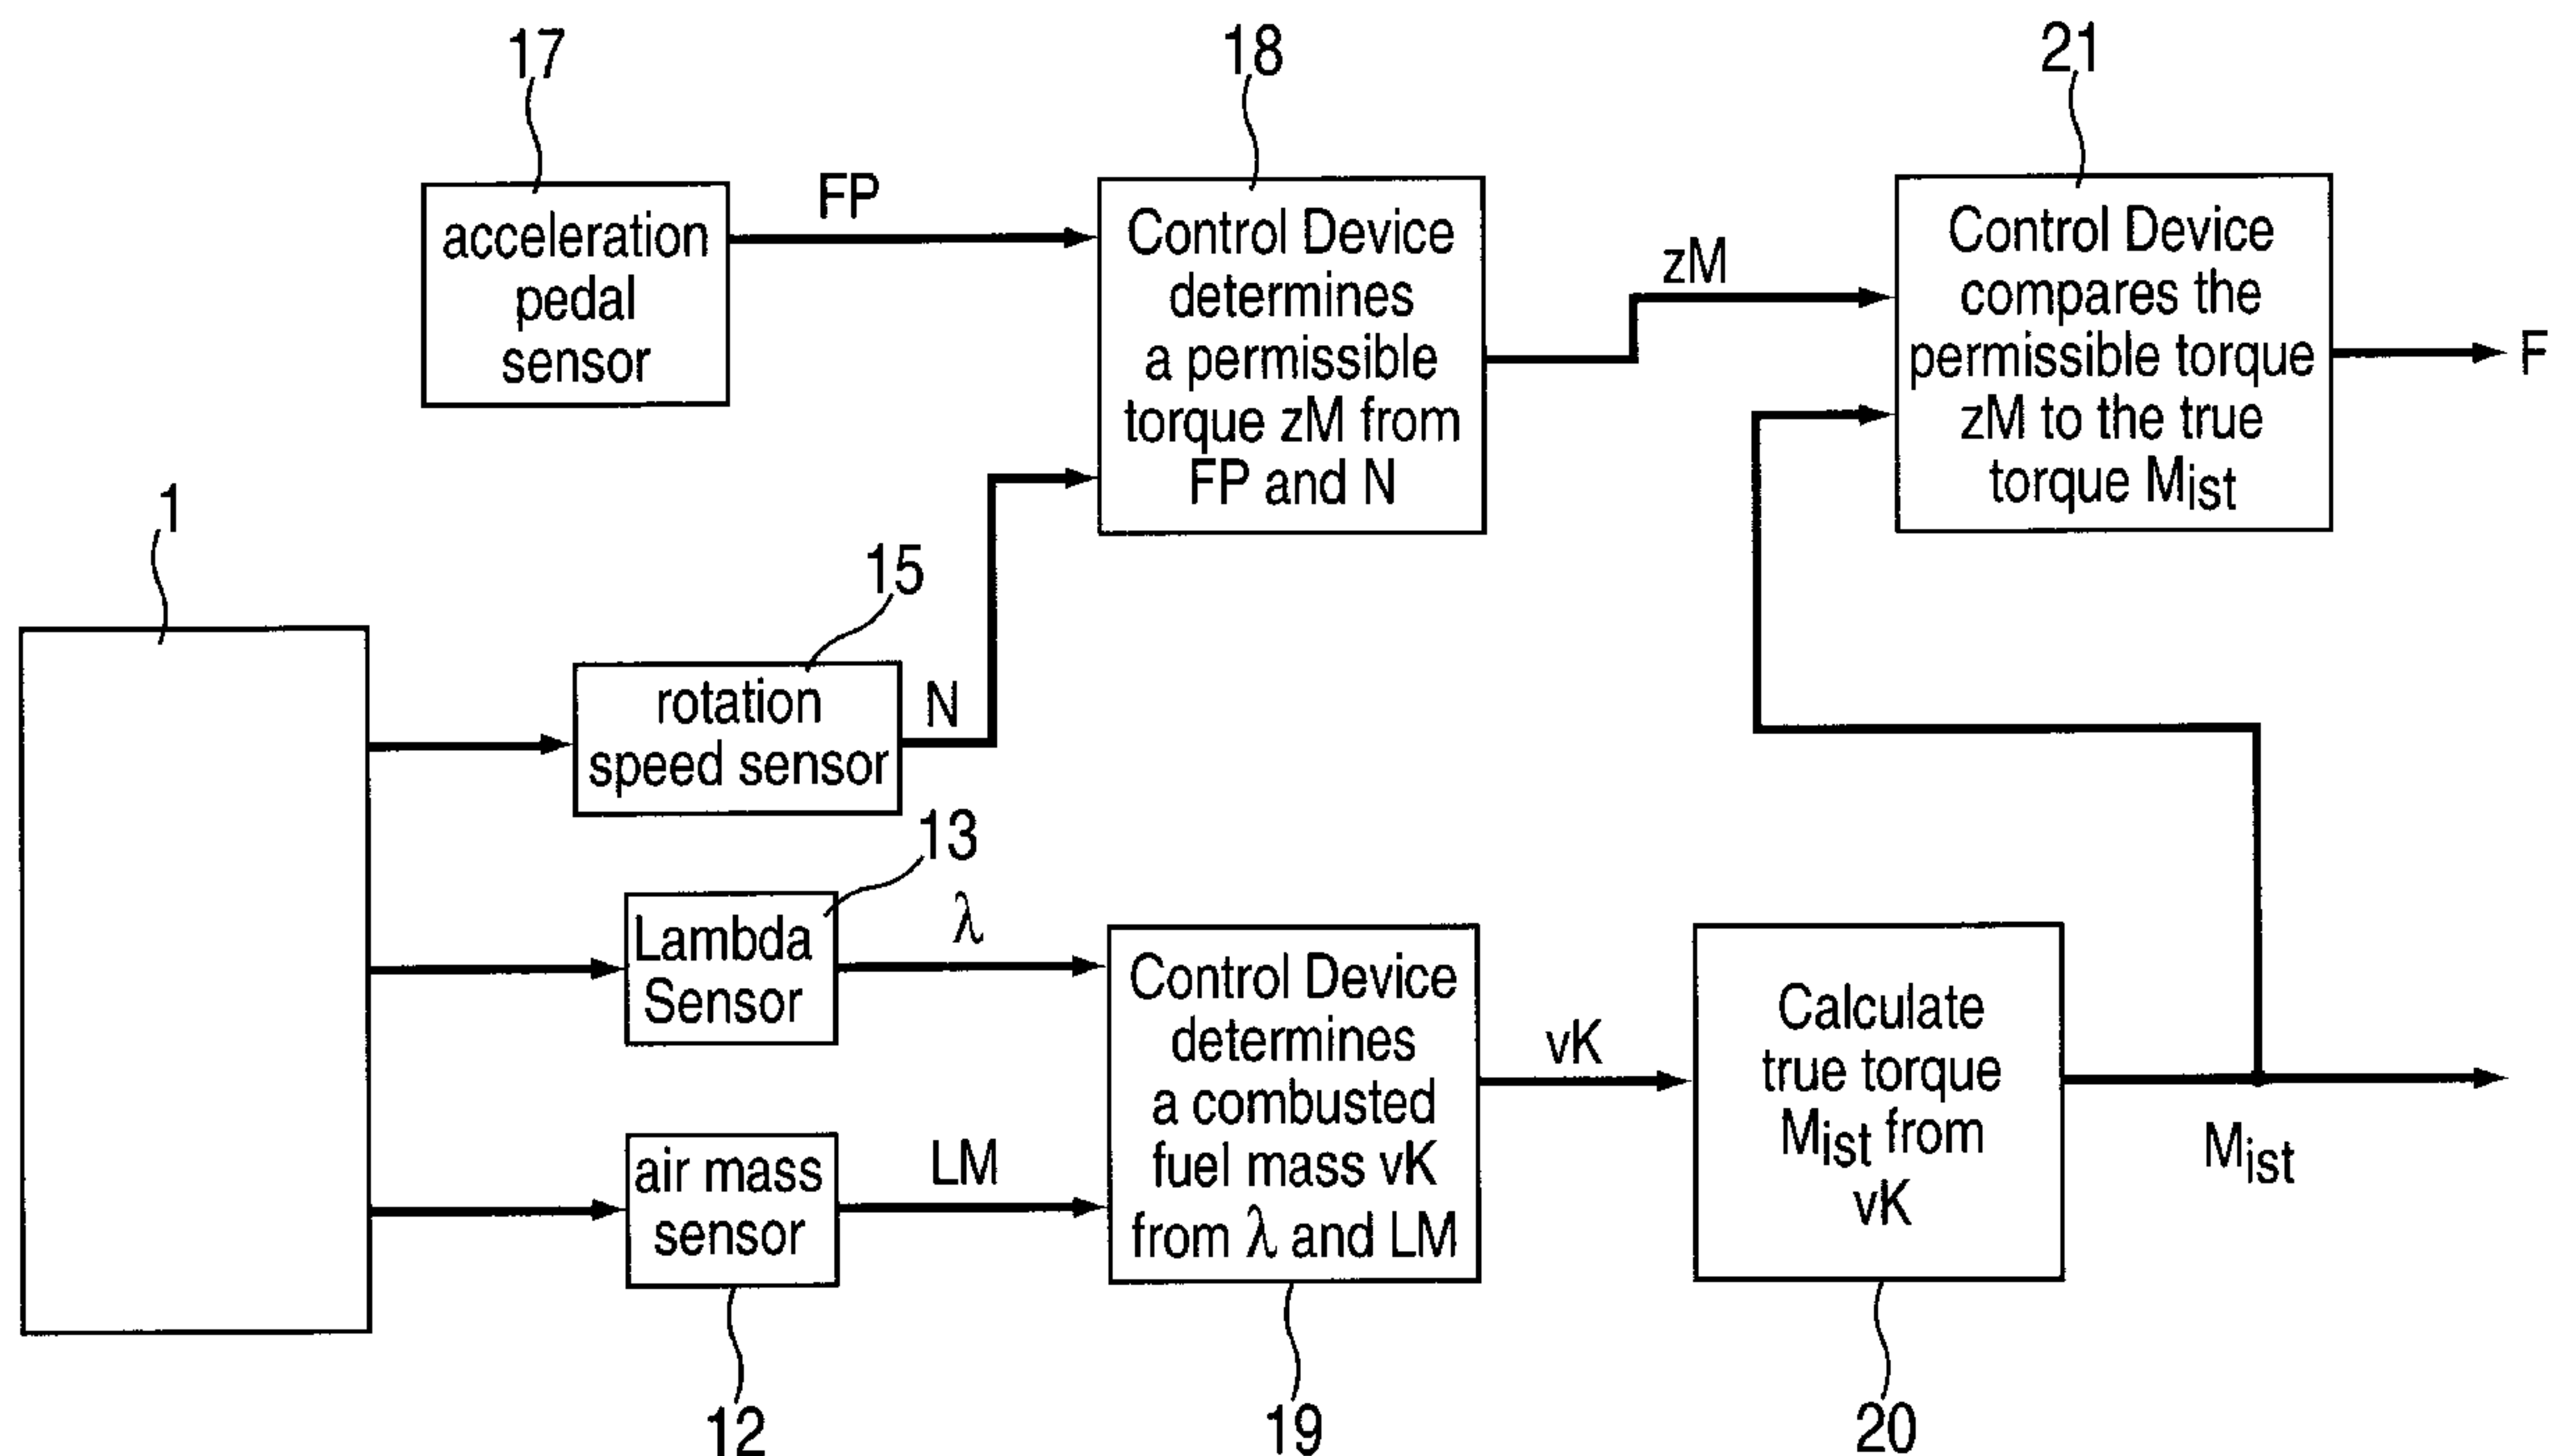 17
18
21
acceleration
pedal
sensor
FP
Control Device
determines
a permissible
torque zM from
FP and N
zM
Control Device
compares the
permissible torque
zM to the true
torque Mist
F
1
15
rotation
speed sensor
N
13
Lambda
Sensor
λ
air mass
sensor
LM
12
Control Device
determines
a combusted
fuel mass vK
from λ and LM
19
vK
Calculate
true torque
Mist from
vK
20
Mist